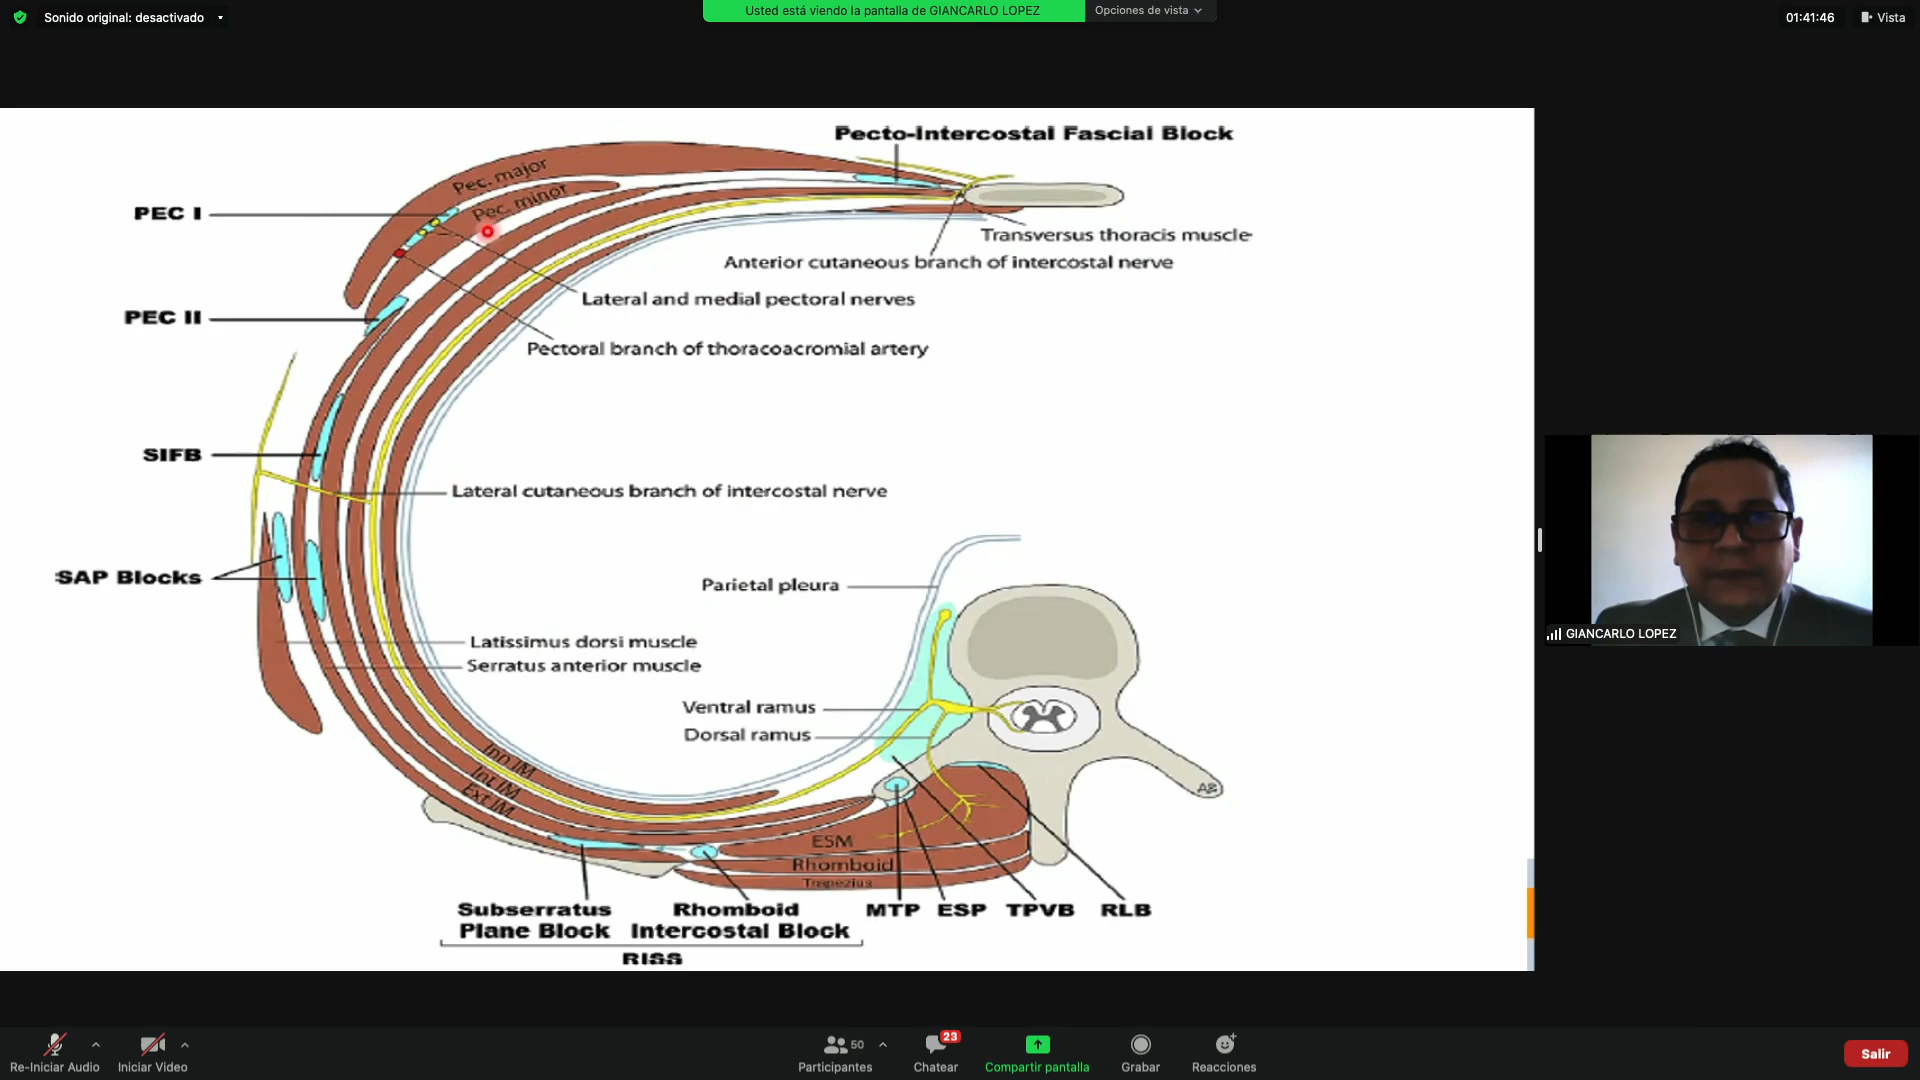 Sonido original: desactivado
Usted está viendo la pantalla de GIANCARLO LOPEZ
Opciones de vista
01:41:46
Vista
Pecto-Intercostal Fascial Block
Pec. major
Pec. minor
PEC I
Transversus thoracis muscle
Anterior cutaneous branch of intercostal nerve
Lateral and medial pectoral nerves
PEC II
Pectoral branch of thoracoacromial artery
SIFB
Lateral cutaneous branch of intercostal nerve
SAP Blocks
Parietal pleura
Latissimus dorsi muscle
Serratus anterior muscle
Ventral ramus
Dorsal ramus
Inn IM
Int IM
Ext IM
AB
ESM
Rhomboid
Trapezius
Subserratus
Plane Block
Rhomboid
Intercostal Block
MTP
ESP
TPVB
RLB
RISS
GIANCARLO LOPEZ
Re-Iniciar Audio
Iniciar Video
50
Participantes
23
Chatear
Compartir pantalla
Grabar
Reacciones
Salir